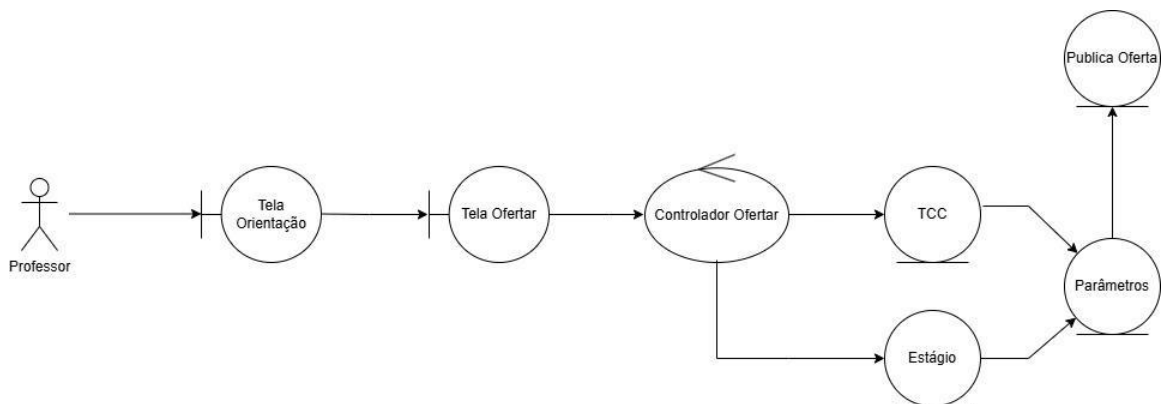 Publica Oferta
Tela
Orientação
Tela Ofertar
Controlador Ofertar
TCC
Professor
Parâmetros
Estágio